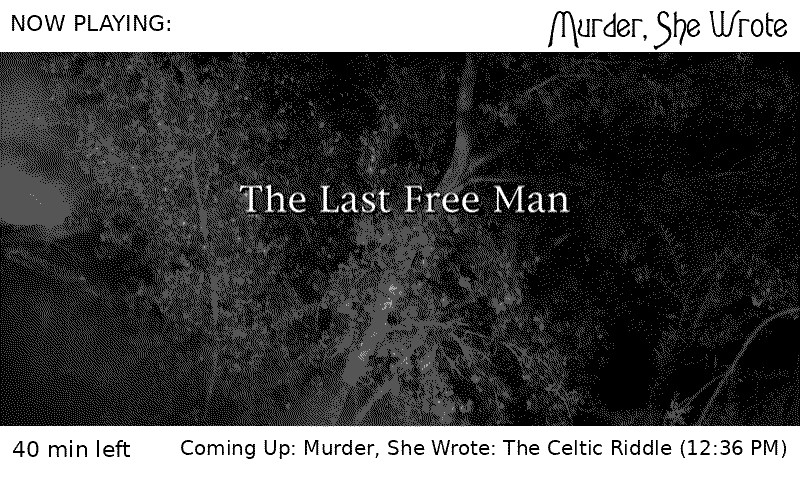 NOW PLAYING:
Murder, She Wrote
The Last Free Man
40 min left
Coming Up: Murder, She Wrote: The Celtic Riddle (12:36 PM)